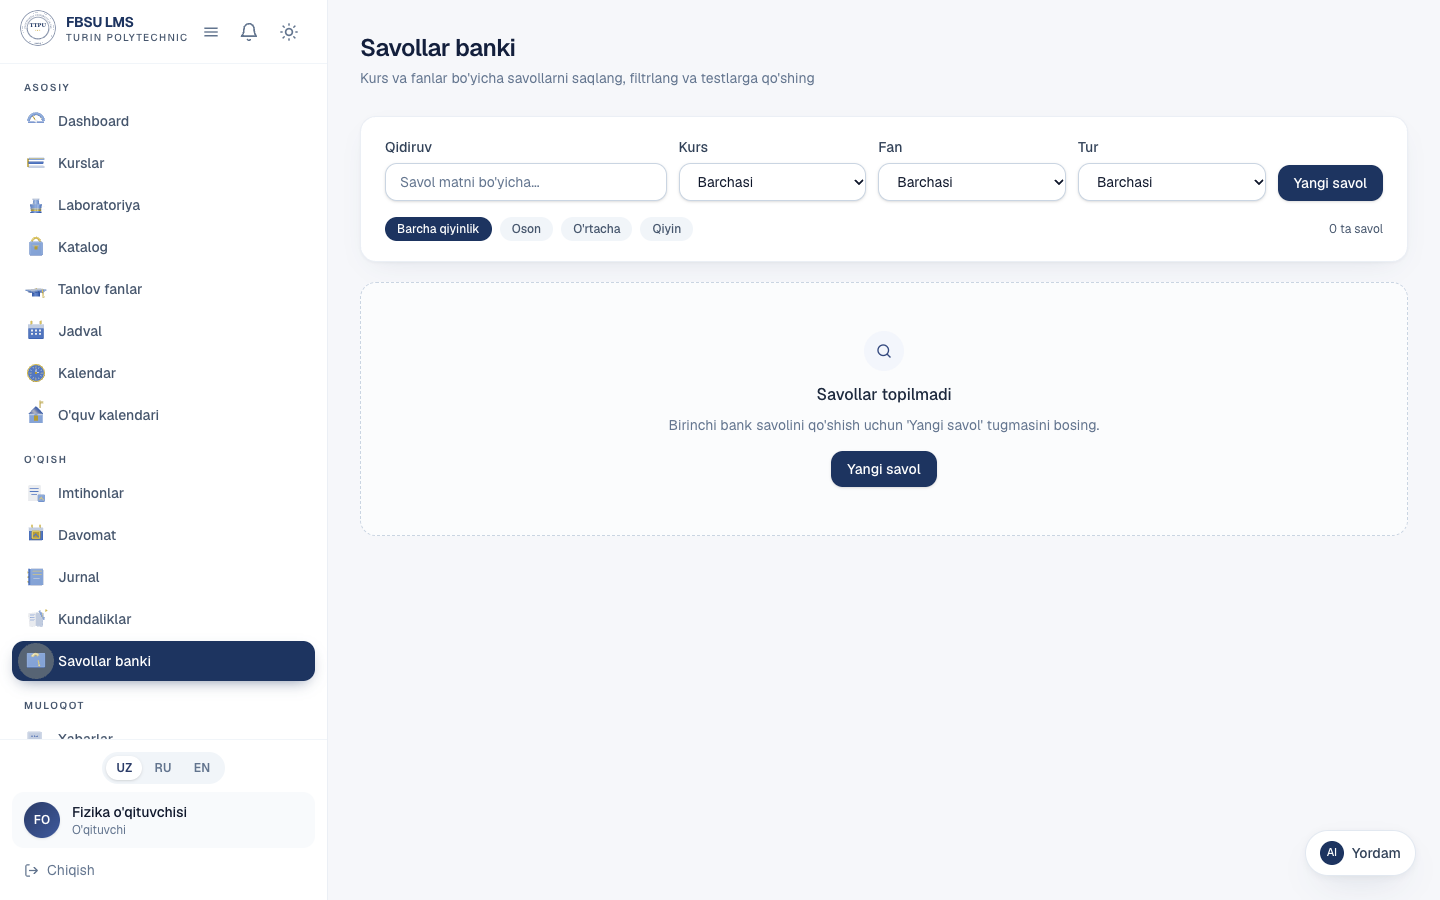 TTPU
FBSU LMS
TURIN POLYTECHNIC
ASOSIY
Dashboard
Kurslar
Laboratoriya
Katalog
Tanlov fanlar
Jadval
Kalendar
O'quv kalendari
O'QISH
Imtihonlar
Davomat
Jurnal
Kundaliklar
Savollar banki
MULOQOT
Xabarlar
UZ RU EN
FO
Fizika o'qituvchisi
O'qituvchi
Chiqish
Savollar banki
Kurs va fanlar bo'yicha savollarni saqlang, filtrlang va testlarga qo'shing
Qidiruv Kurs Fan Tur
Savol matni bo'yicha... Barchasi Barchasi Barchasi Yangi savol
Barcha qiyinlik Oson O'rtacha Qiyin 0 ta savol
Savollar topilmadi
Birinchi bank savolini qo'shish uchun 'Yangi savol' tugmasini bosing.
Yangi savol
AI Yordam